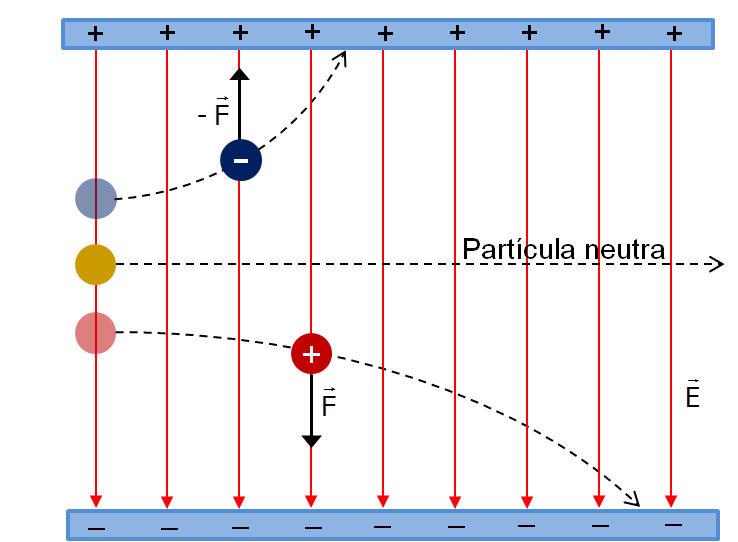 + + + + + + + + +
- F⃗
−
Partícula neutra
+
F⃗
E⃗
− − − − − − − − −